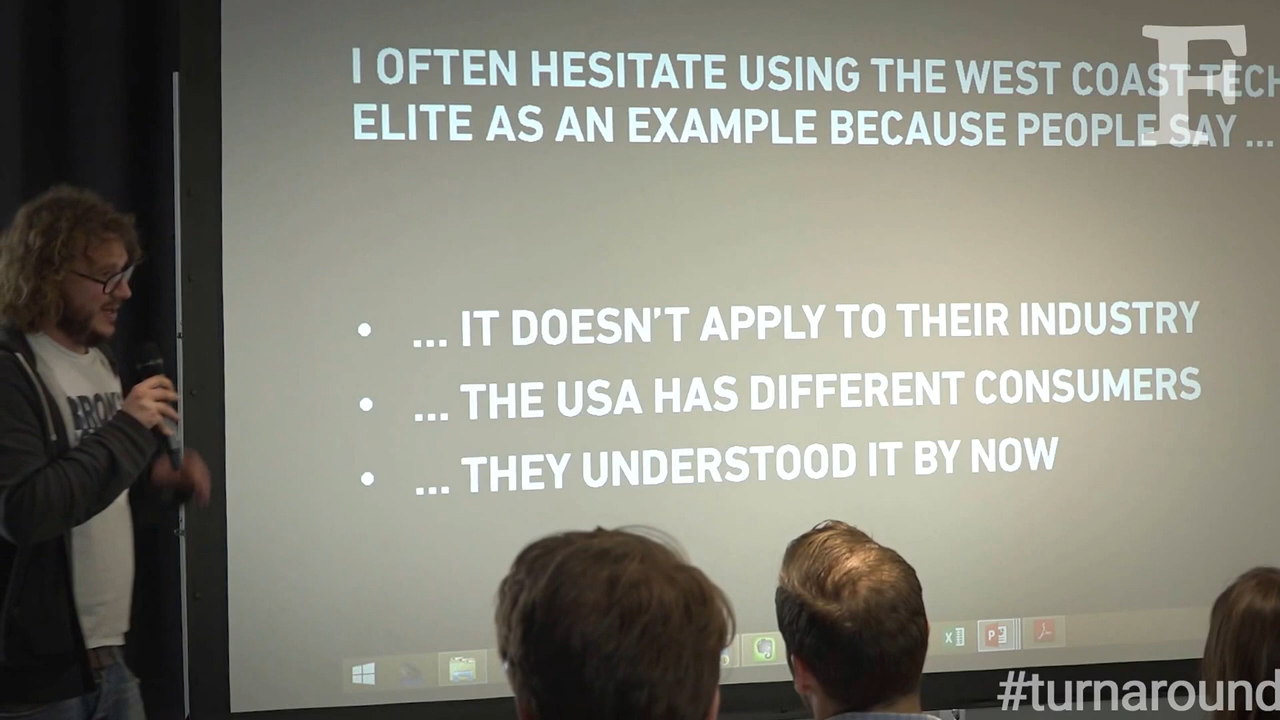 F
I OFTEN HESITATE USING THE WEST COAST TECH
ELITE AS AN EXAMPLE BECAUSE PEOPLE SAY ...
• ... IT DOESN'T APPLY TO THEIR INDUSTRY
• ... THE USA HAS DIFFERENT CONSUMERS
• ... THEY UNDERSTOOD IT BY NOW
#turnaround